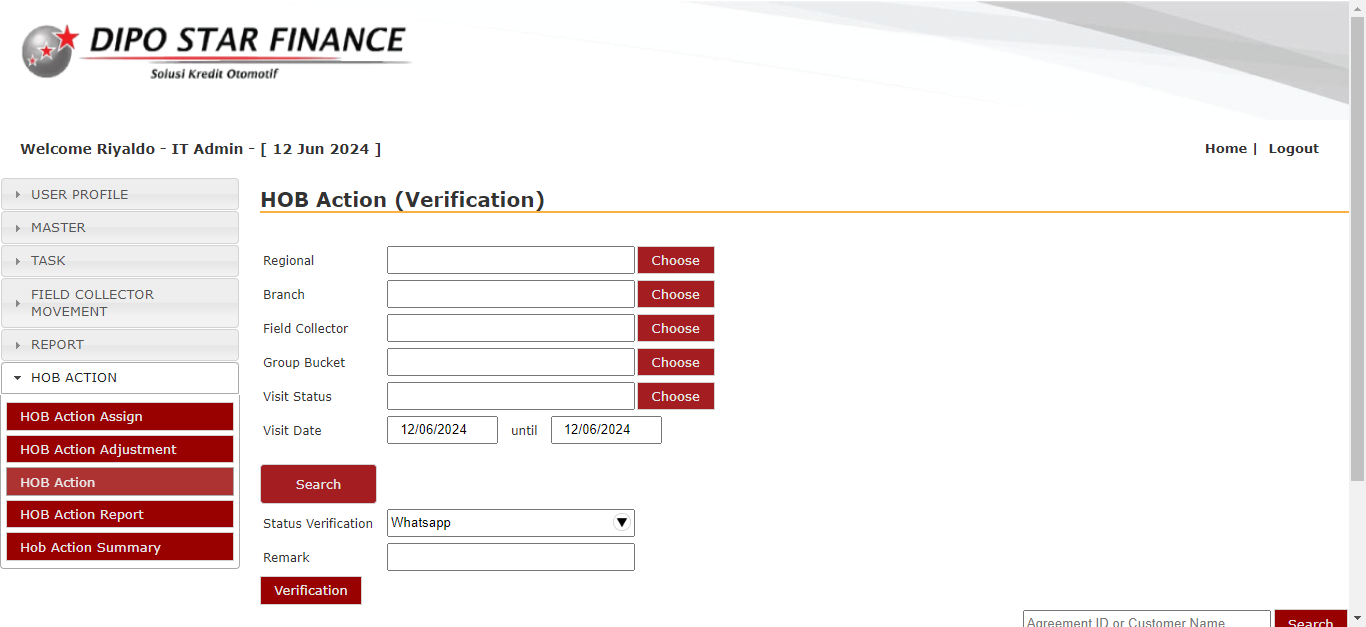 DIPO STAR FINANCE
Solusi Kredit Otomotif
Welcome Riyaldo - IT Admin - [ 12 Jun 2024 ]
Home | Logout
USER PROFILE
MASTER
TASK
FIELD COLLECTOR
MOVEMENT
REPORT
HOB ACTION
HOB Action Assign
HOB Action Adjustment
HOB Action
HOB Action Report
Hob Action Summary
HOB Action (Verification)
Regional Choose
Branch Choose
Field Collector Choose
Group Bucket Choose
Visit Status Choose
Visit Date 12/06/2024 until 12/06/2024
Search
Status Verification Whatsapp
Remark
Verification
Agreement ID or Customer Name Search